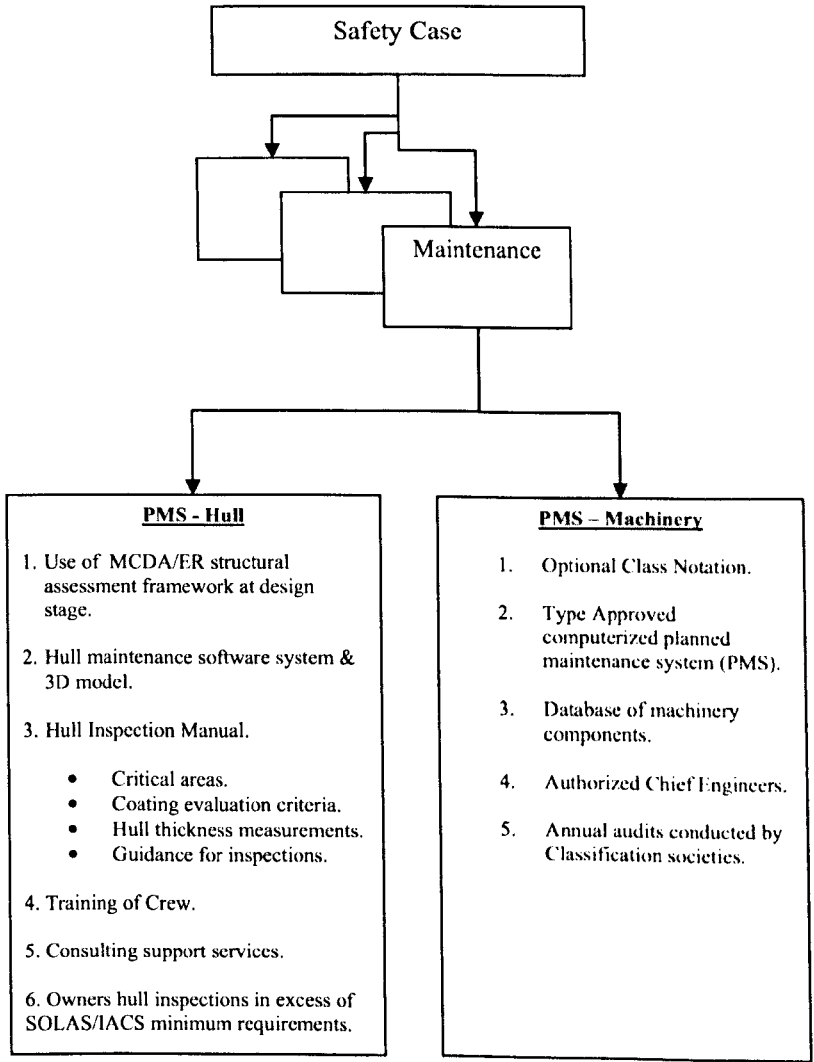 Safety Case
Maintenance
PMS - Hull
1. Use of MCDA/ER structural
assessment framework at design
stage.
2. Hull maintenance software system &
3D model.
3. Hull Inspection Manual.
• Critical areas.
• Coating evaluation criteria.
• Hull thickness measurements.
• Guidance for inspections.
4. Training of Crew.
5. Consulting support services.
6. Owners hull inspections in excess of
SOLAS/IACS minimum requirements.
PMS – Machinery
1. Optional Class Notation.
2. Type Approved
computerized planned
maintenance system (PMS).
3. Database of machinery
components.
4. Authorized Chief Engineers.
5. Annual audits conducted by
Classification societies.